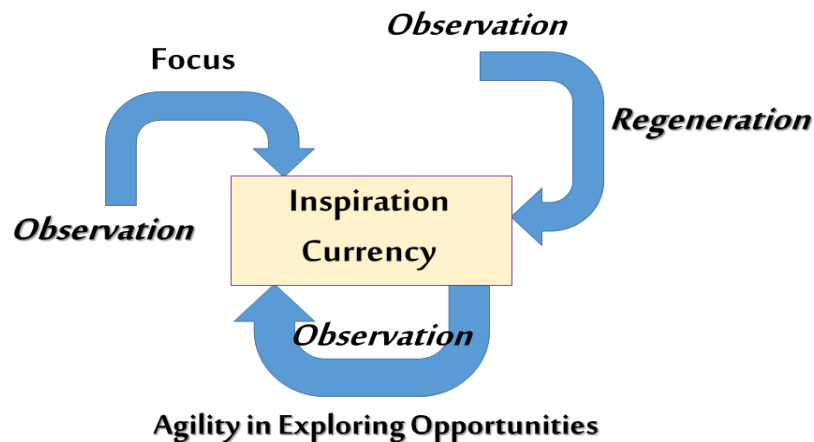 Observation
Focus
Regeneration
Observation
Inspiration
Currency
Observation
Agility in Exploring Opportunities